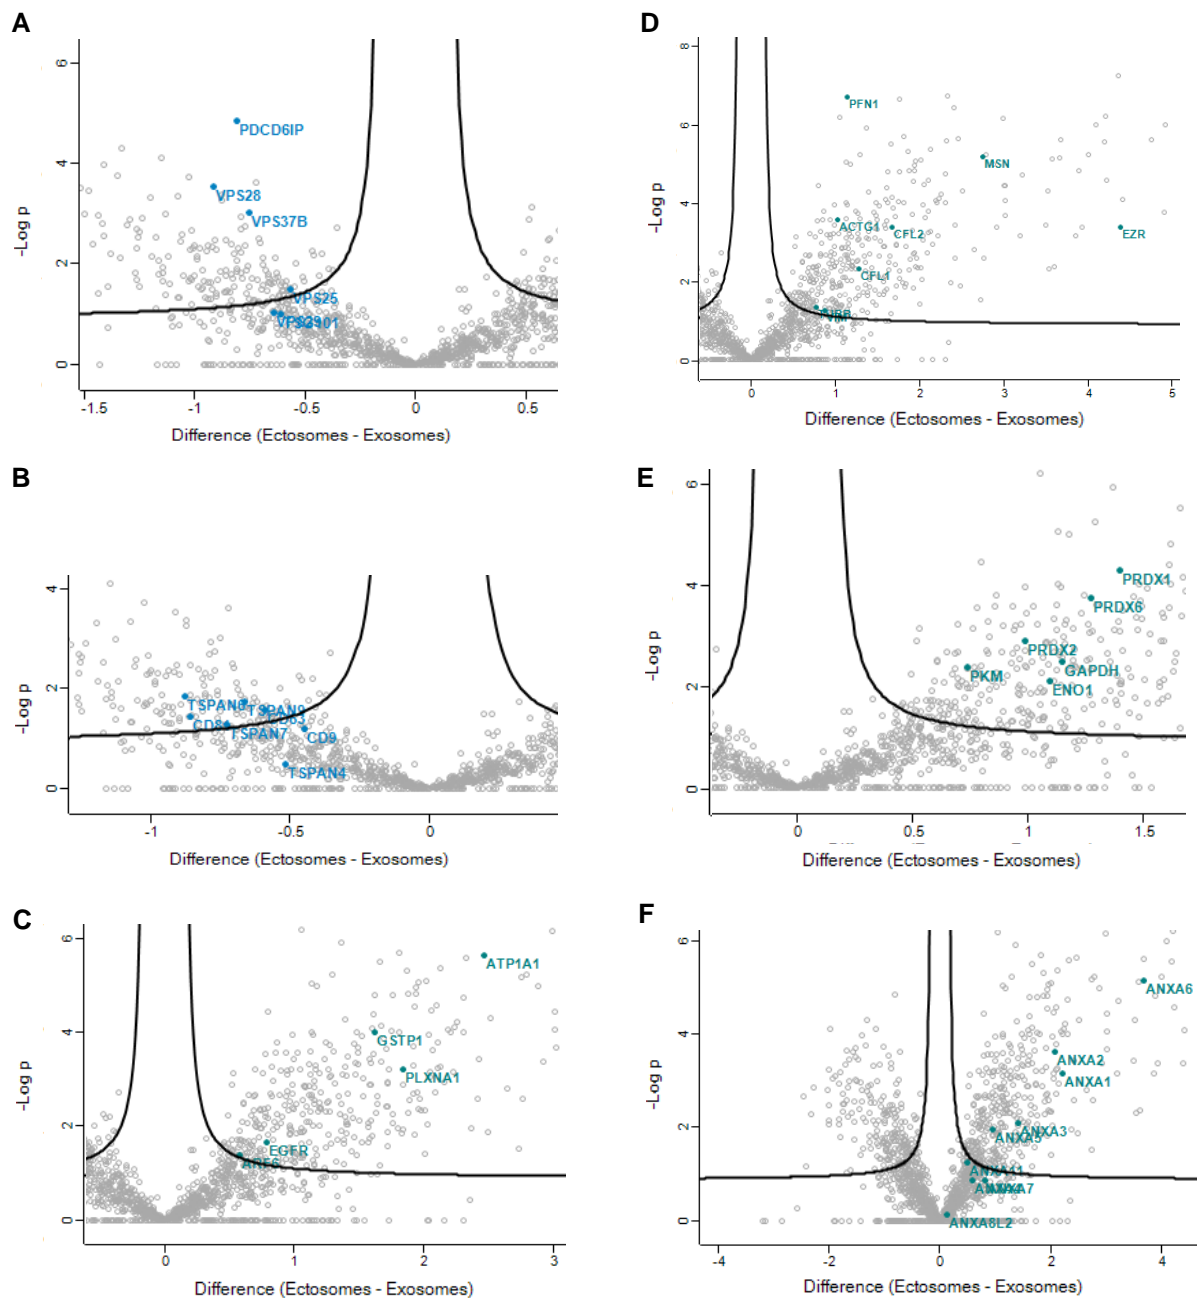 A
6
4
2
0
-Log p
PDCD6IP
VPS28
VPS37B
VPS25
-1.5
-1
-0.5
0
0.5
Difference (Ectosomes - Exosomes)
D
8
6
4
2
0
-Log p
PFN1
MSN
ACTG1
CFL2
EZR
CFL1
0
1
2
3
4
5
Difference (Ectosomes - Exosomes)
B
4
2
0
-Log p
TSPAN9
TSPAN7
CD9
TSPAN4
-1
-0.5
0
Difference (Ectosomes - Exosomes)
E
6
4
2
0
-Log p
PRDX1
PRDX6
PRDX2
GAPDH
PKM
ENO1
0
0.5
1
1.5
Difference (Ectosomes - Exosomes)
C
6
4
2
0
-Log p
ATP1A1
GSTP1
PLXNA1
EGFR
0
1
2
3
Difference (Ectosomes - Exosomes)
F
6
4
2
0
-Log p
ANXA6
ANXA2
ANXA1
ANXA3
ANXA5
ANXA11
ANXA7
-4
-2
0
2
4
Difference (Ectosomes - Exosomes)